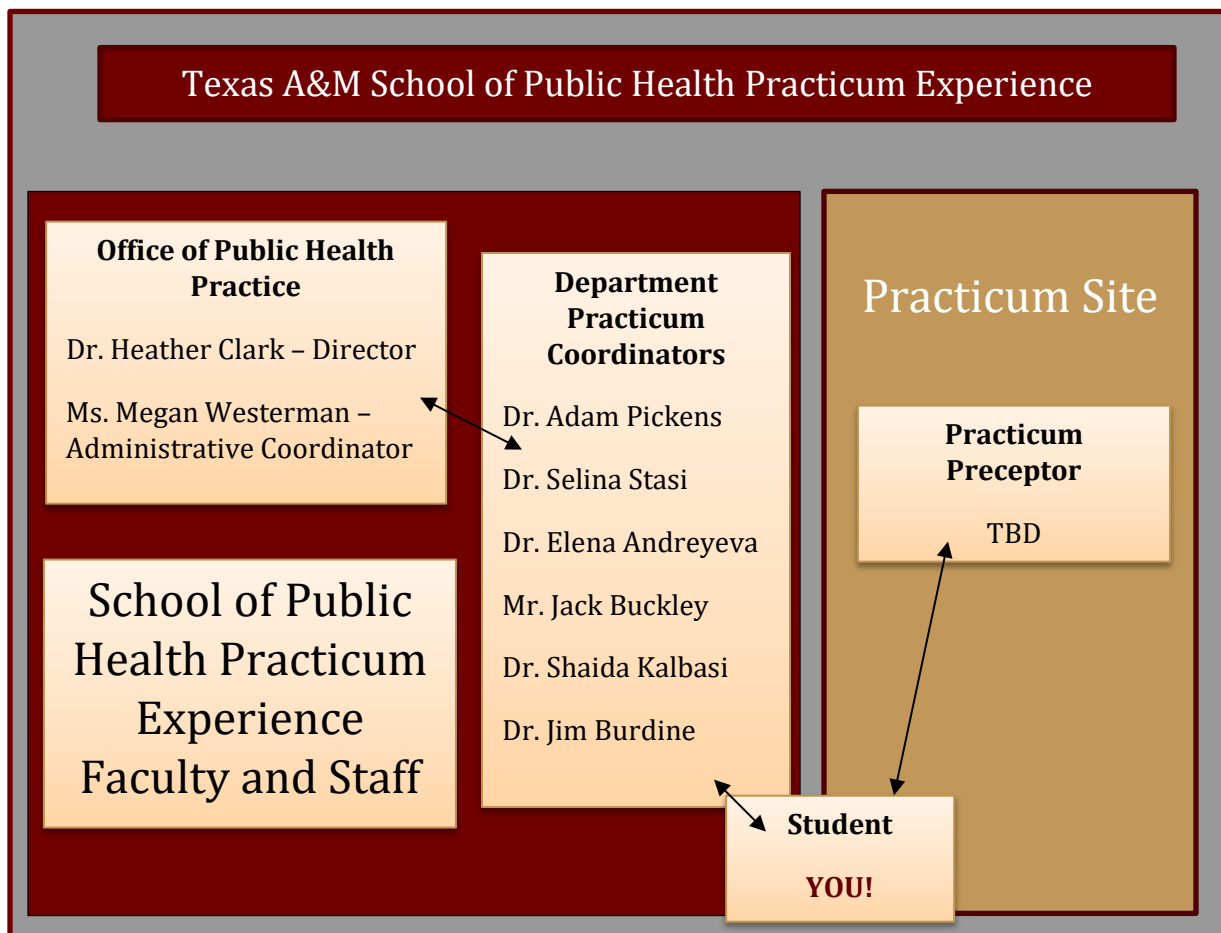 Texas A&M School of Public Health Practicum Experience
Office of Public Health
Practice
Dr. Heather Clark – Director
Ms. Megan Westerman –
Administrative Coordinator
School of Public
Health Practicum
Experience
Faculty and Staff
Department
Practicum
Coordinators
Dr. Adam Pickens
Dr. Selina Stasi
Dr. Elena Andreyeva
Mr. Jack Buckley
Dr. Shaida Kalbasi
Dr. Jim Burdine
Practicum Site
Practicum
Preceptor
TBD
Student
YOU!